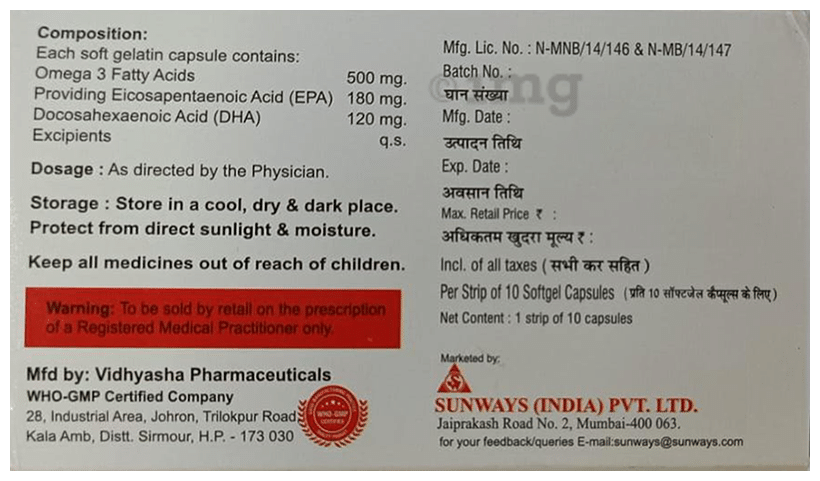 Composition:
Each soft gelatin capsule contains:
Omega 3 Fatty Acids 500 mg.
Providing Eicosapentaenoic Acid (EPA) 180 mg.
Docosahexaenoic Acid (DHA) 120 mg.
Excipients q.s.
Dosage : As directed by the Physician.
Storage : Store in a cool, dry & dark place.
Protect from direct sunlight & moisture.
Keep all medicines out of reach of children.
Warning: To be sold by retail on the prescription
of a Registered Medical Practitioner only.
Mfd by: Vidhyasha Pharmaceuticals
WHO-GMP Certified Company
28, Industrial Area, Johron, Trilokpur Road
Kala Amb, Distt. Sirmour, H.P. - 173 030
WHO-GMP
CERTIFIED
Mfg. Lic. No. : N-MNB/14/146 & N-MB/14/147
Batch No. :
घान संख्या
Mfg. Date :
उत्पादन तिथि
Exp. Date :
अवसान तिथि
Max. Retail Price ₹ :
अधिकतम खुदरा मूल्य ₹ :
Incl. of all taxes ( सभी कर सहित )
Per Strip of 10 Softgel Capsules (प्रति 10 सॉफ्टजेल कैप्सूल्स के लिए)
Net Content : 1 strip of 10 capsules
Marketed by:
SUNWAYS (INDIA) PVT. LTD.
Jaiprakash Road No. 2, Mumbai-400 063.
for your feedback/queries E-mail:sunways@sunways.com